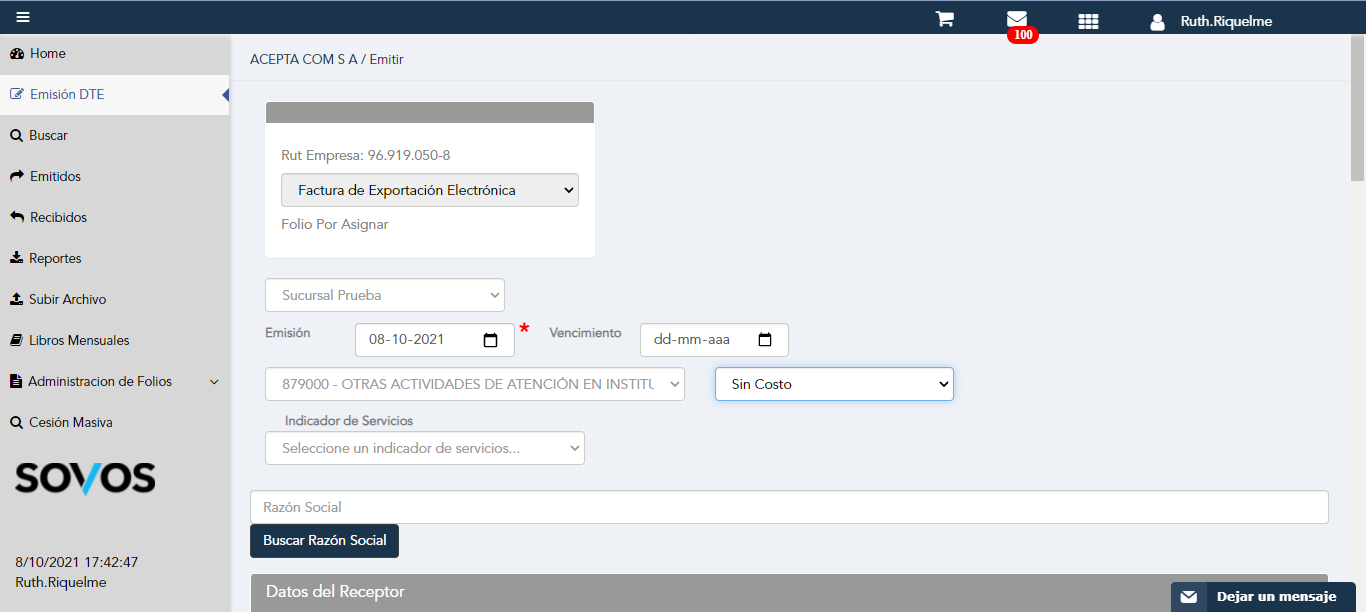 Ruth.Riquelme
100
Home
Emisión DTE
Buscar
Emitidos
Recibidos
Reportes
Subir Archivo
Libros Mensuales
Administracion de Folios
Cesión Masiva
SOVOS
8/10/2021 17:42:47
Ruth.Riquelme
ACEPTA COM S A / Emitir
Rut Empresa: 96.919.050-8
Factura de Exportación Electrónica
Folio Por Asignar
Sucursal Prueba
Emisión 08-10-2021 * Vencimiento dd-mm-aaa
879000 - OTRAS ACTIVIDADES DE ATENCIÓN EN INSTITU Sin Costo
Indicador de Servicios
Seleccione un indicador de servicios...
Razón Social
Buscar Razón Social
Datos del Receptor
Dejar un mensaje